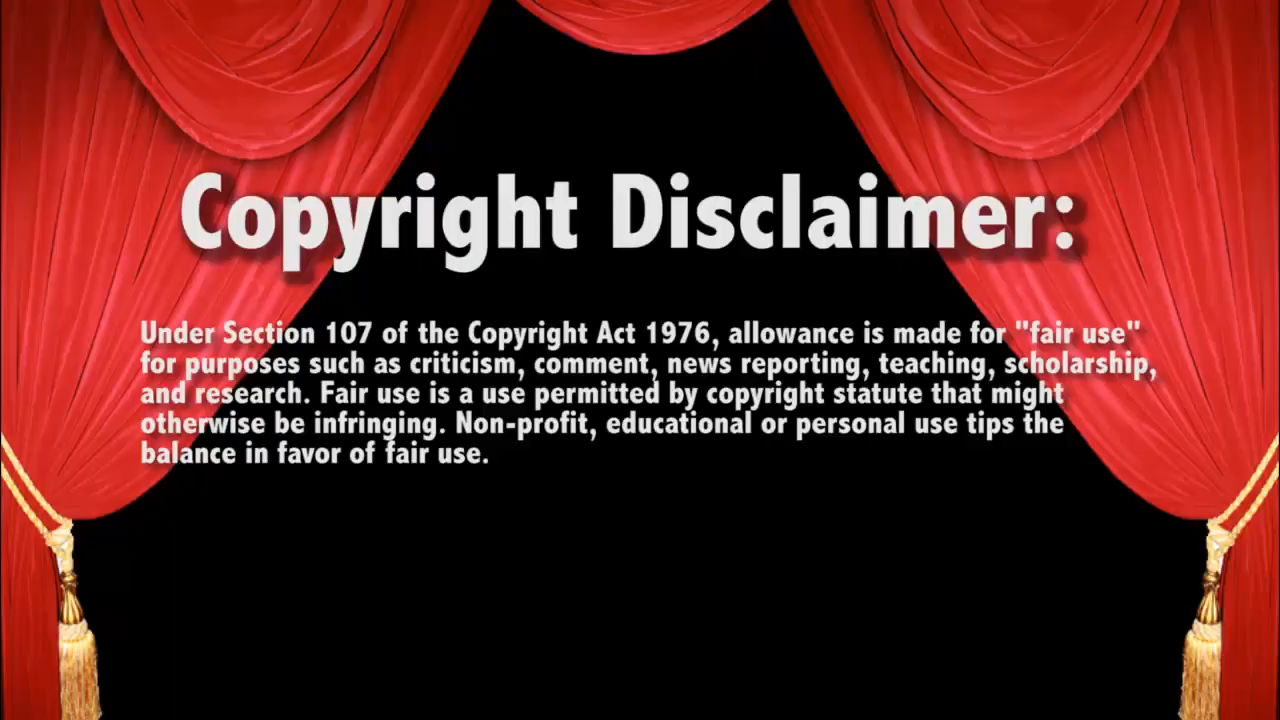 Copyright Disclaimer:
Under Section 107 of the Copyright Act 1976, allowance is made for "fair use"
for purposes such as criticism, comment, news reporting, teaching, scholarship,
and research. Fair use is a use permitted by copyright statute that might
otherwise be infringing. Non-profit, educational or personal use tips the
balance in favor of fair use.